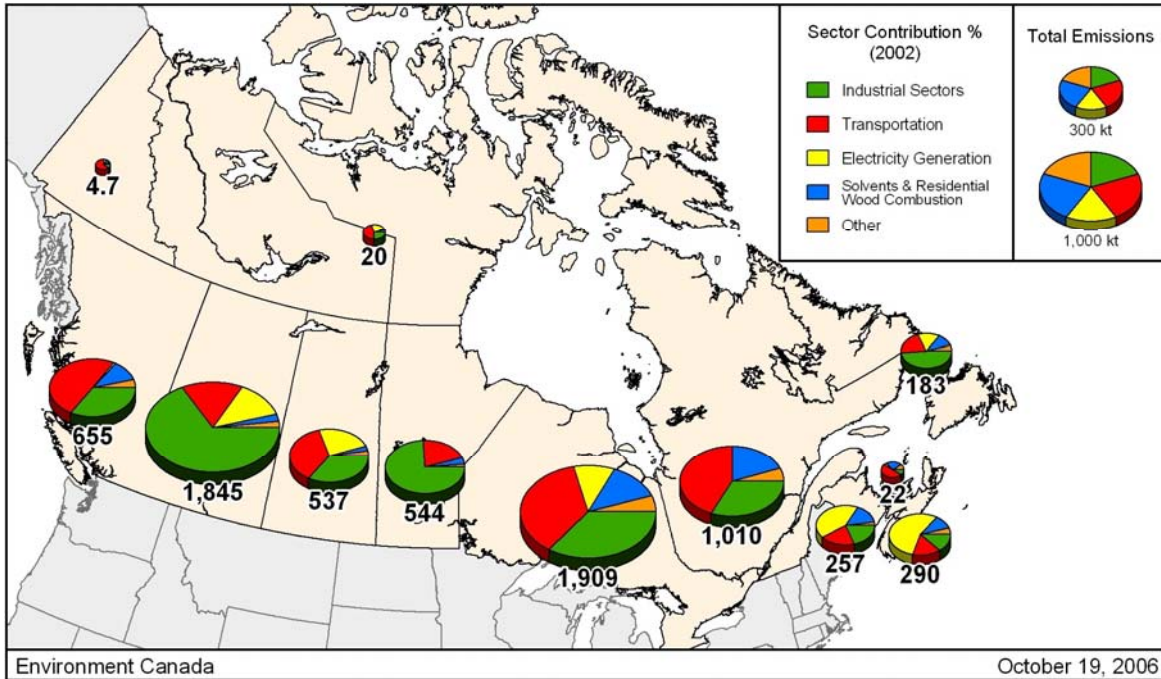 Sector Contribution %
(2002)
Industrial Sectors
Transportation
Electricity Generation
Solvents & Residential
Wood Combustion
Other
Total Emissions
300 kt
1,000 kt
4.7
20
655
1,845
537
544
1,909
1,010
183
22
257
290
Environment Canada
October 19, 2006